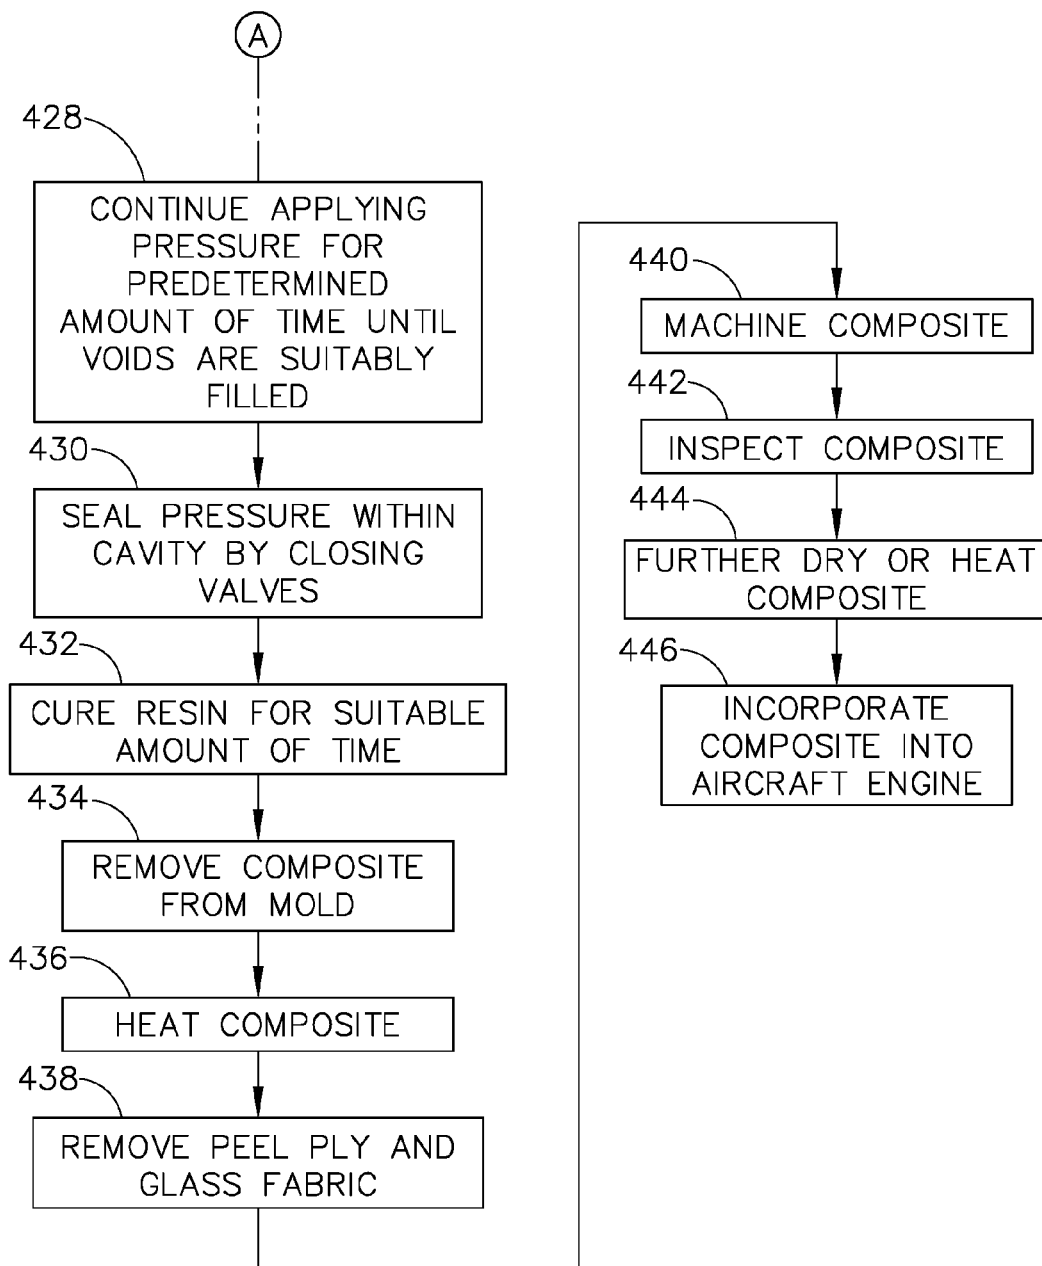 A
428
CONTINUE APPLYING
PRESSURE FOR
PREDETERMINED
AMOUNT OF TIME UNTIL
VOIDS ARE SUITABLY
FILLED
430
SEAL PRESSURE WITHIN
CAVITY BY CLOSING
VALVES
432
CURE RESIN FOR SUITABLE
AMOUNT OF TIME
434
REMOVE COMPOSITE
FROM MOLD
436
HEAT COMPOSITE
438
REMOVE PEEL PLY AND
GLASS FABRIC
440
MACHINE COMPOSITE
442
INSPECT COMPOSITE
444
FURTHER DRY OR HEAT
COMPOSITE
446
INCORPORATE
COMPOSITE INTO
AIRCRAFT ENGINE